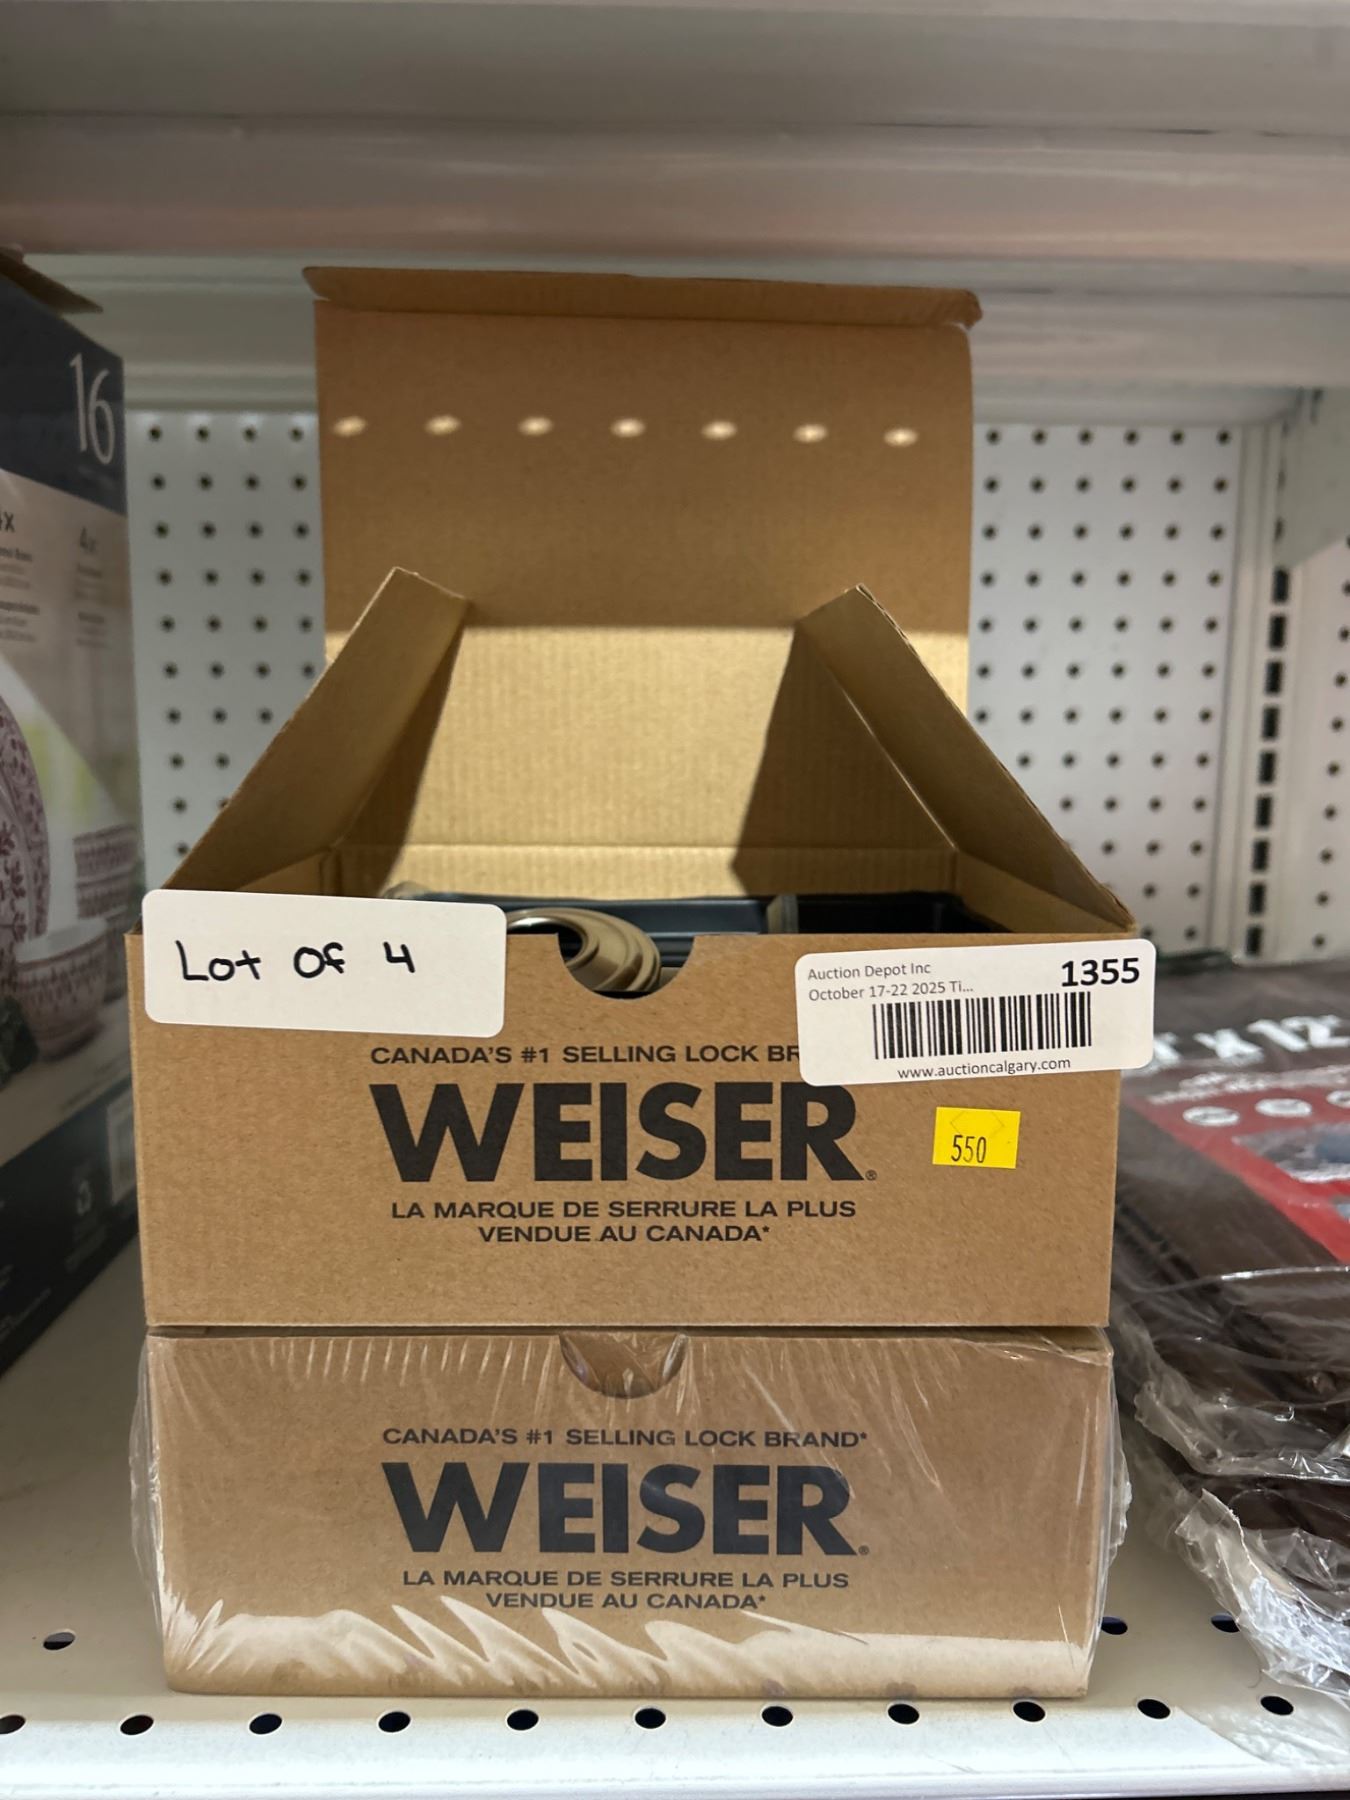 16
4x
Lot Of 4
Auction Depot Inc
October 17-22 2025 Ti...
1355
www.auctioncalgary.com
CANADA'S #1 SELLING LOCK BR
WEISER®
550
LA MARQUE DE SERRURE LA PLUS
VENDUE AU CANADA*
X 12
CANADA'S #1 SELLING LOCK BRAND*
WEISER®
LA MARQUE DE SERRURE LA PLUS
VENDUE AU CANADA*